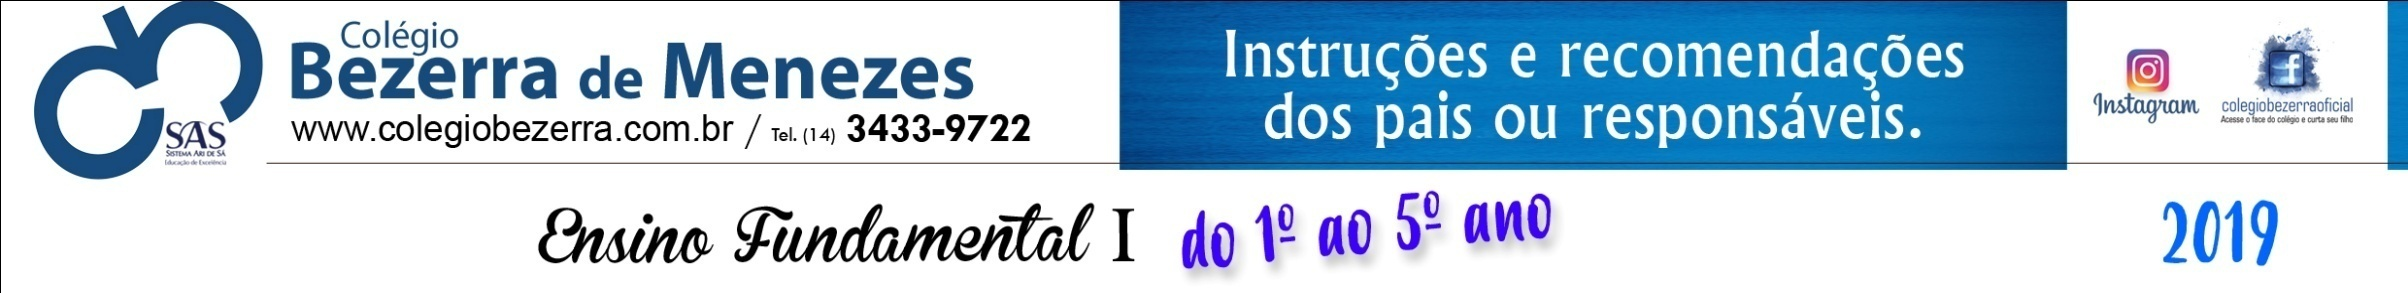 Colégio
Bezerra de Menezes
www.colegiobezerra.com.br / Tel. (14) 3433-9722
SAS
SISTEMA ARI DE SÁ
Educação de Excelência
Instruções e recomendações
dos pais ou responsáveis.
Instagram
colegiobezerraoficial
Acesse o face do colégio e curta seu filho
Ensino Fundamental I do 1º ao 5º ano
2019